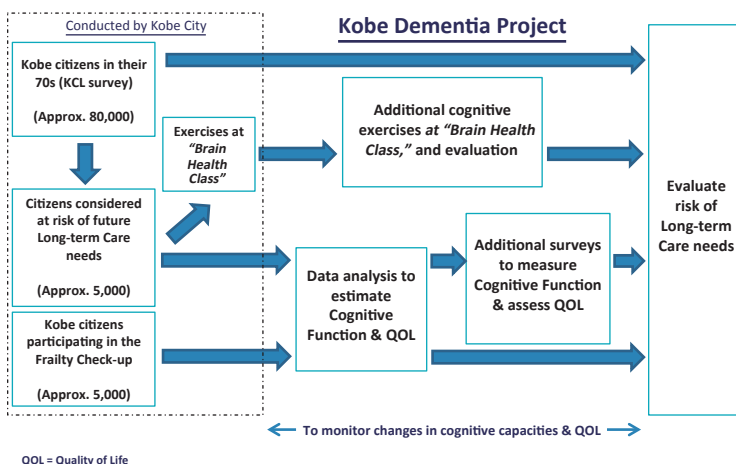 Conducted by Kobe City
Kobe Dementia Project
Kobe citizens in their
70s (KCL survey)
(Approx. 80,000)
Exercises at
“Brain
Health
Class”
Additional cognitive
exercises at “Brain Health
Class,” and evaluation
Citizens considered
at risk of future
Long-term Care
needs
(Approx. 5,000)
Data analysis to
estimate
Cognitive
Function & QOL
Additional surveys
to measure
Cognitive Function
& assess QOL
Evaluate
risk of
Long-term
Care needs
Kobe citizens
participating in the
Frailty Check-up
(Approx. 5,000)
To monitor changes in cognitive capacities & QOL
QOL = Quality of Life